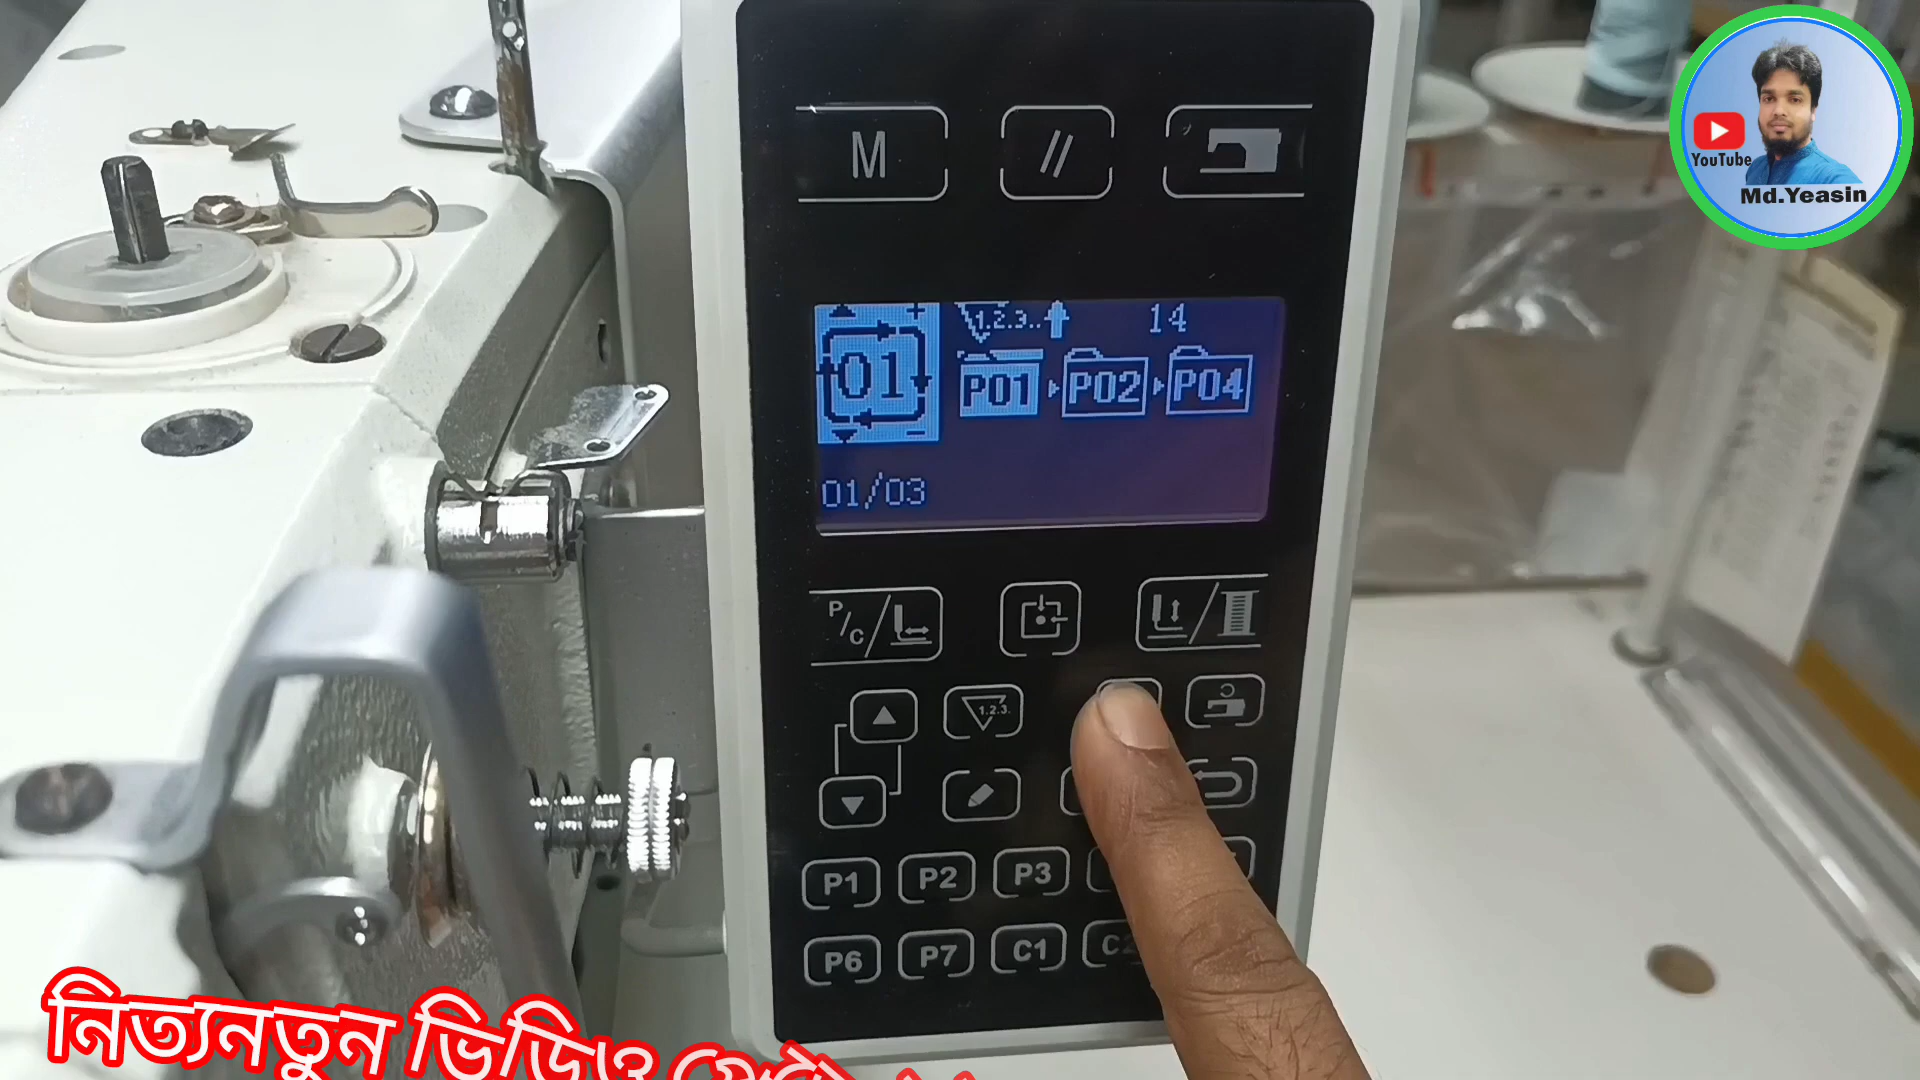 YouTube
Md.Yeasin
M
01
1.2.3..
14
P01
P02
P04
01/03
P/C
1.2.3.
P1
P2
P3
P6
P7
C1
নিত্যনতুন ভিডিও পেতে